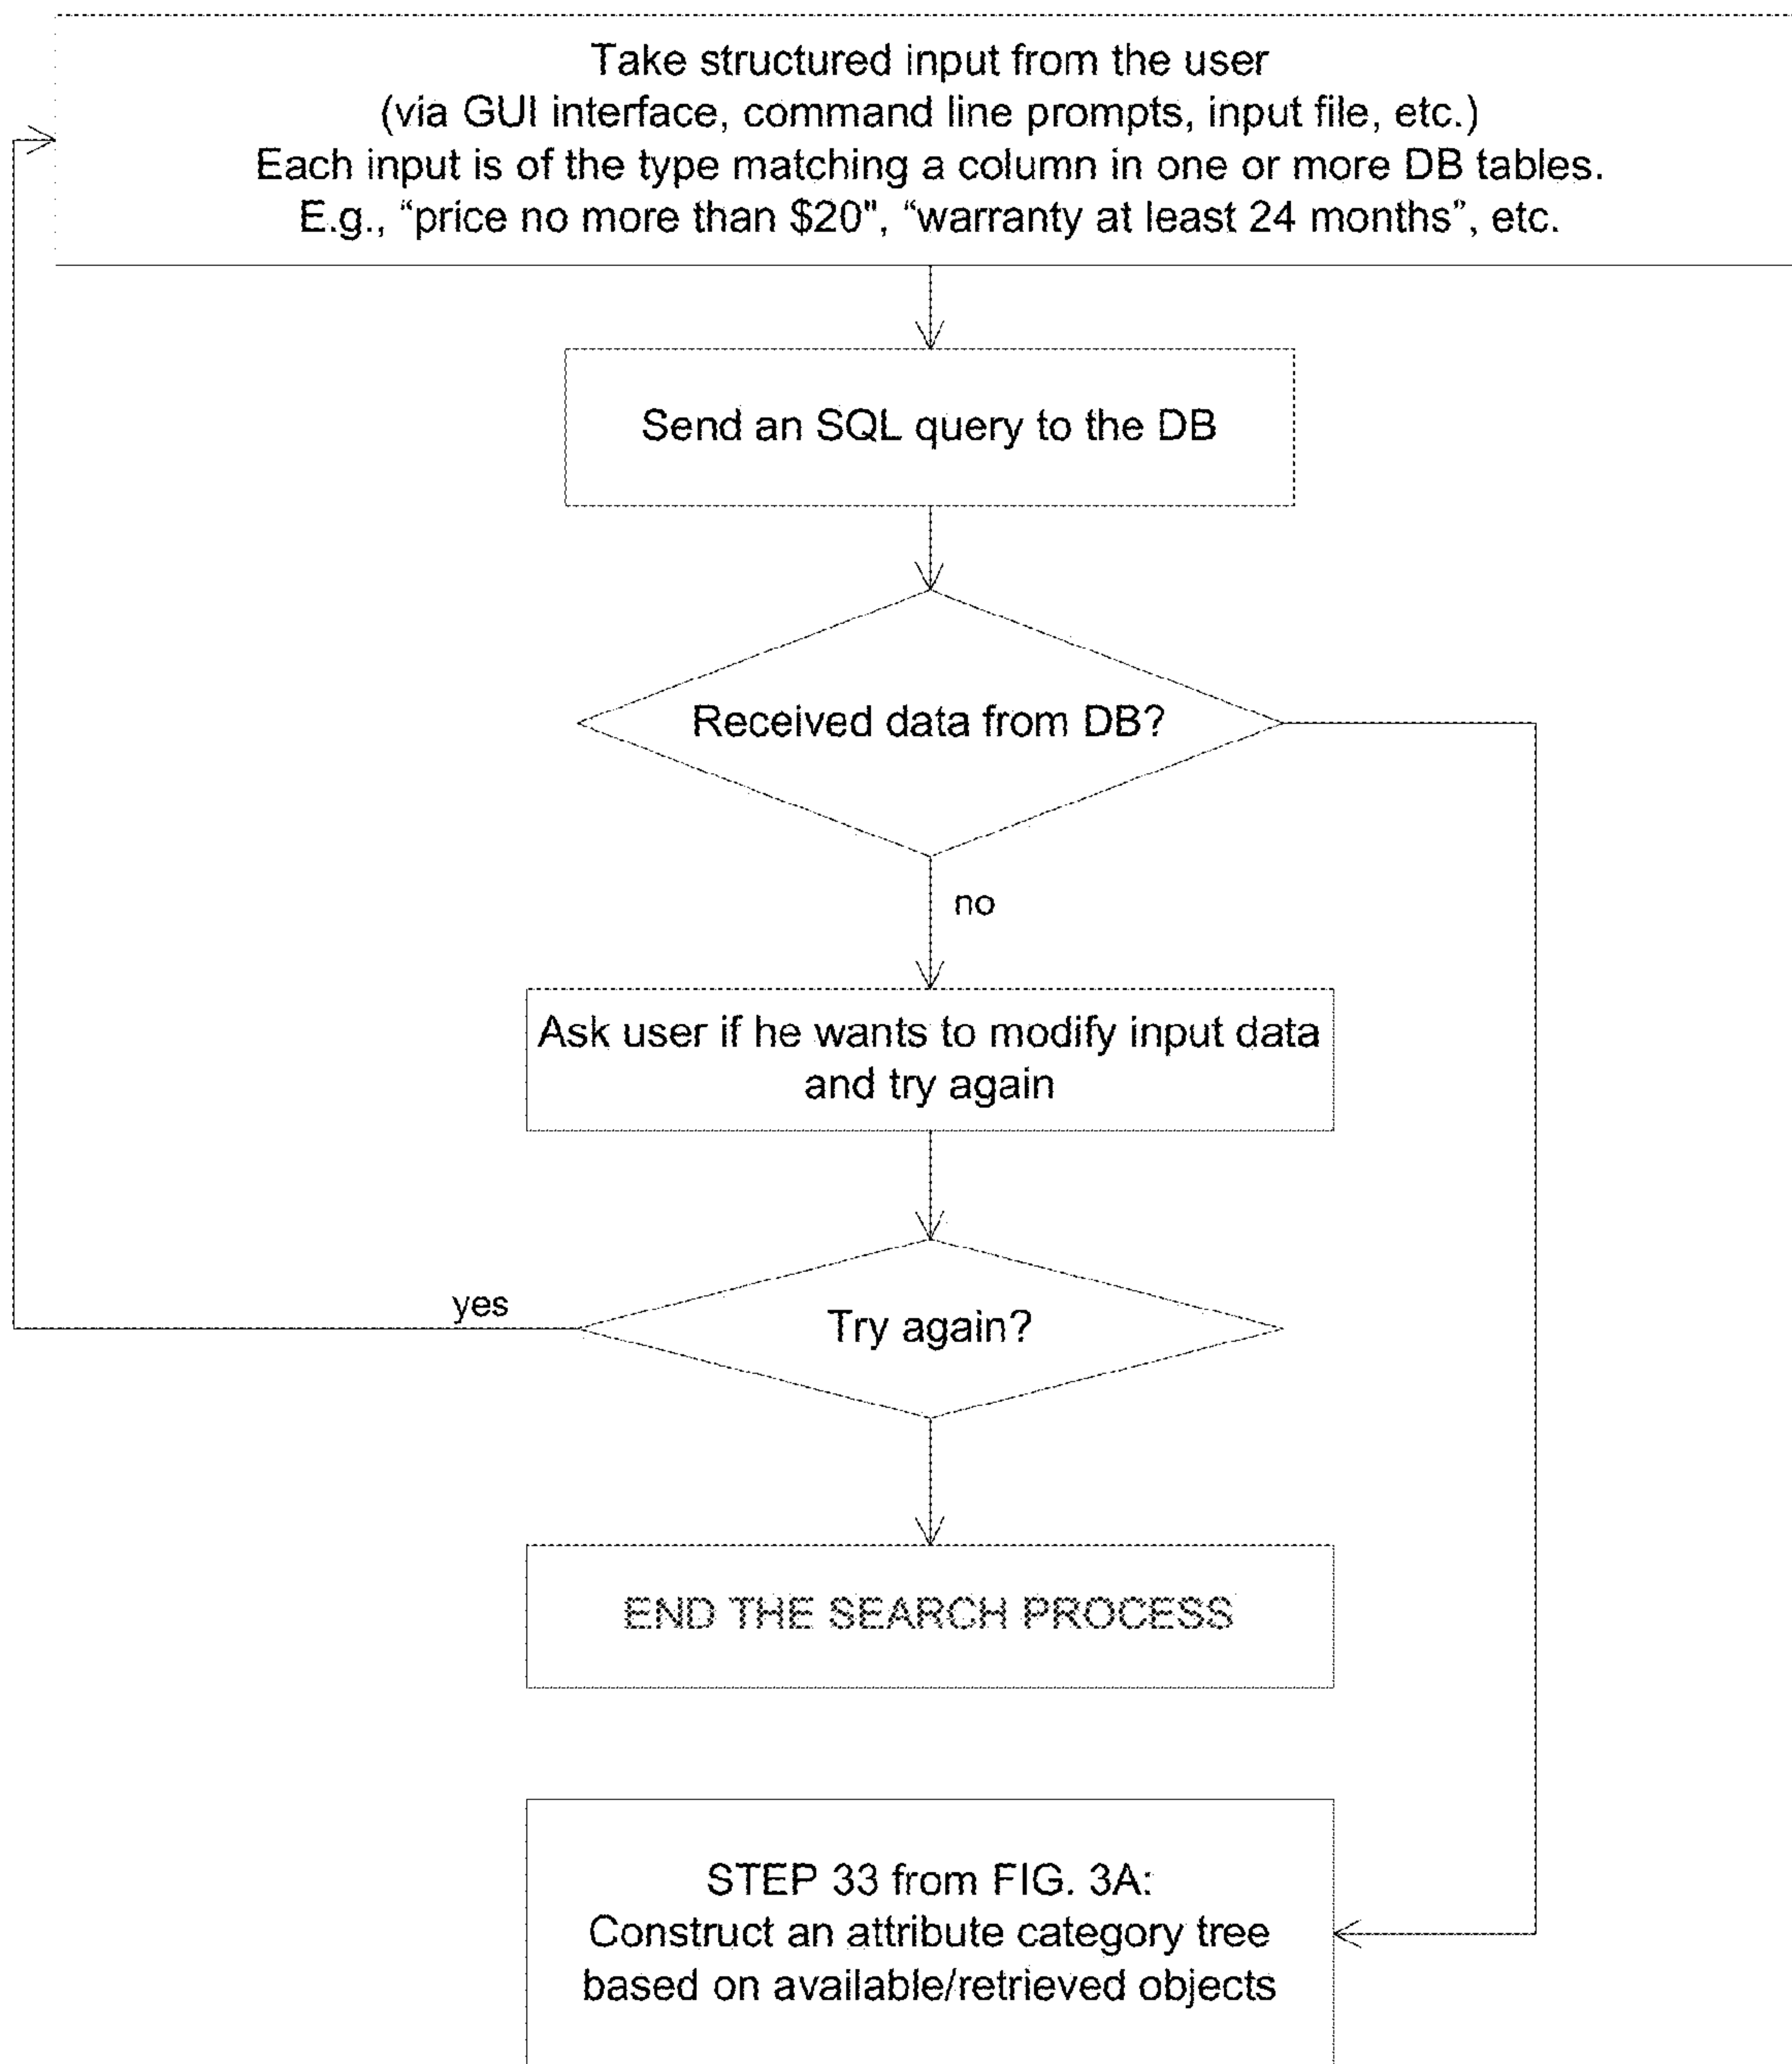 Take structured input from the user
(via GUI interface, command line prompts, input file, etc.)
Each input is of the type matching a column in one or more DB tables.
E.g., “price no more than $20", “warranty at least 24 months”, etc.
Send an SQL query to the DB
Received data from DB?
no
Ask user if he wants to modify input data
and try again
yes
Try again?
END THE SEARCH PROCESS
STEP 33 from FIG. 3A:
Construct an attribute category tree
based on available/retrieved objects